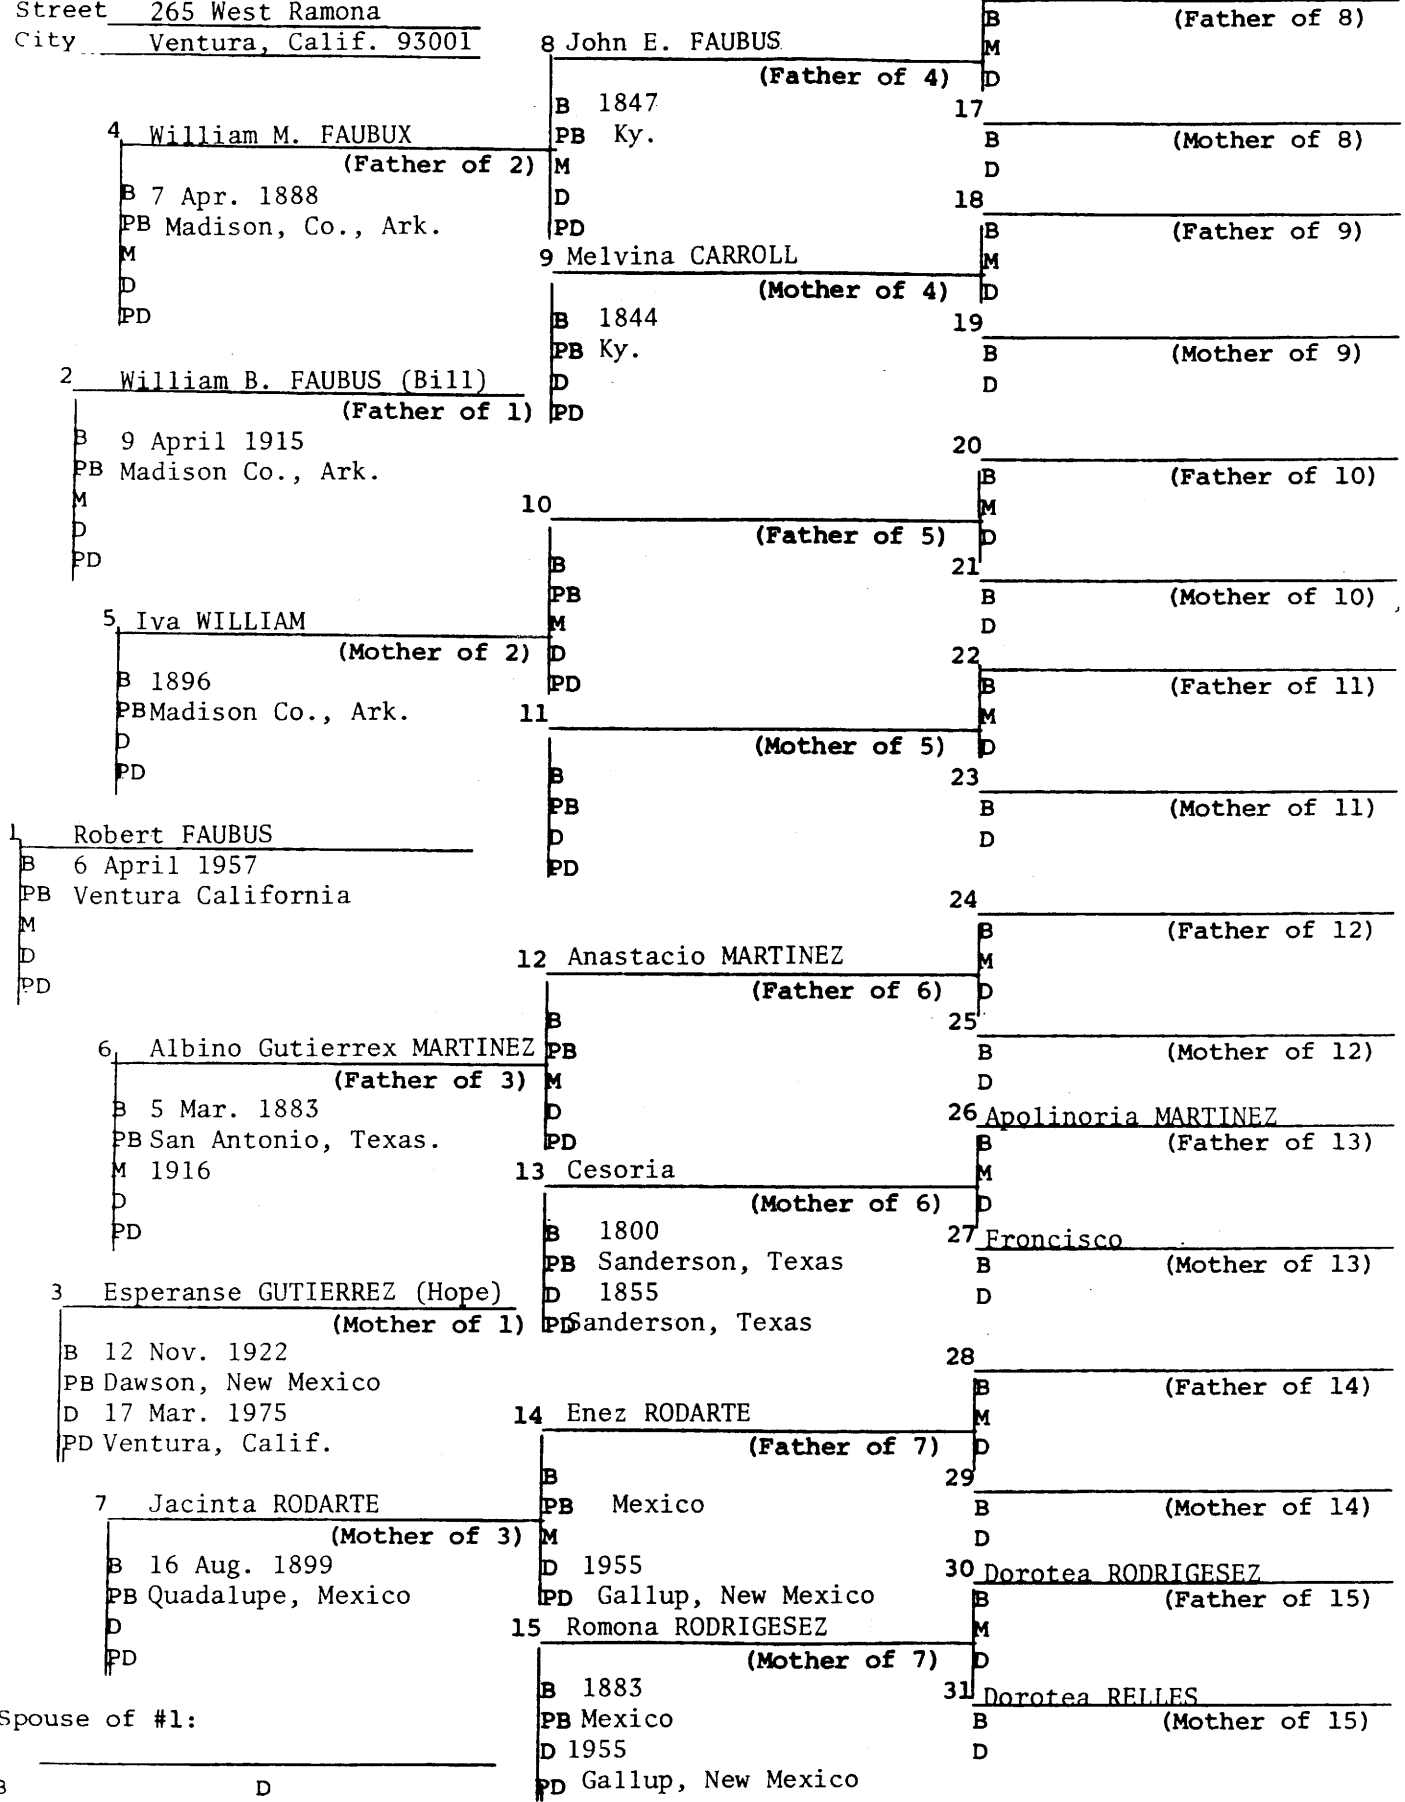 Street 265 West Ramona
City Ventura, Calif. 93001
4 William M. FAUBUX
(Father of 2)
B 7 Apr. 1888
PB Madison, Co., Ark.
M
D
PD
2 William B. FAUBUS (Bill)
(Father of 1)
B 9 April 1915
PB Madison Co., Ark.
M
D
PD
5 Iva WILLIAM
(Mother of 2)
B 1896
PB Madison Co., Ark.
D
PD
1 Robert FAUBUS
B 6 April 1957
PB Ventura California
M
D
PD
6 Albino Gutierrex MARTINEZ
(Father of 3)
B 5 Mar. 1883
PB San Antonio, Texas.
M 1916
D
PD
3 Esperanse GUTIERREZ (Hope)
(Mother of 1)
B 12 Nov. 1922
PB Dawson, New Mexico
D 17 Mar. 1975
PD Ventura, Calif.
7 Jacinta RODARTE
(Mother of 3)
B 16 Aug. 1899
PB Quadalupe, Mexico
D
PD
Spouse of #1:
B D
8 John E. FAUBUS
(Father of 4)
B 1847
PB Ky.
M
D
PD
9 Melvina CARROLL
(Mother of 4)
B 1844
PB Ky.
D
PD
10
(Father of 5)
B
PB
M
D
PD
11
(Mother of 5)
B
PB
D
PD
12 Anastacio MARTINEZ
(Father of 6)
B
PB
M
D
PD
13 Cesoria
(Mother of 6)
B 1800
PB Sanderson, Texas
D 1855
PD Sanderson, Texas
14 Enez RODARTE
(Father of 7)
B
PB Mexico
M
D 1955
PD Gallup, New Mexico
15 Romona RODRIGESEZ
(Mother of 7)
B 1883
PB Mexico
D 1955
PD Gallup, New Mexico
B (Father of 8)
M
D
17
B (Mother of 8)
D
18
B (Father of 9)
M
D
19
B (Mother of 9)
D
20
B (Father of 10)
M
D
21
B (Mother of 10)
D
22
B (Father of 11)
M
D
23
B (Mother of 11)
D
24
B (Father of 12)
M
D
25
B (Mother of 12)
D
26 Apolinoria MARTINEZ
B (Father of 13)
M
D
27 Froncisco
B (Mother of 13)
D
28
B (Father of 14)
M
D
29
B (Mother of 14)
D
30 Dorotea RODRIGESEZ
B (Father of 15)
M
D
31 Dorotea RELLES
B (Mother of 15)
D